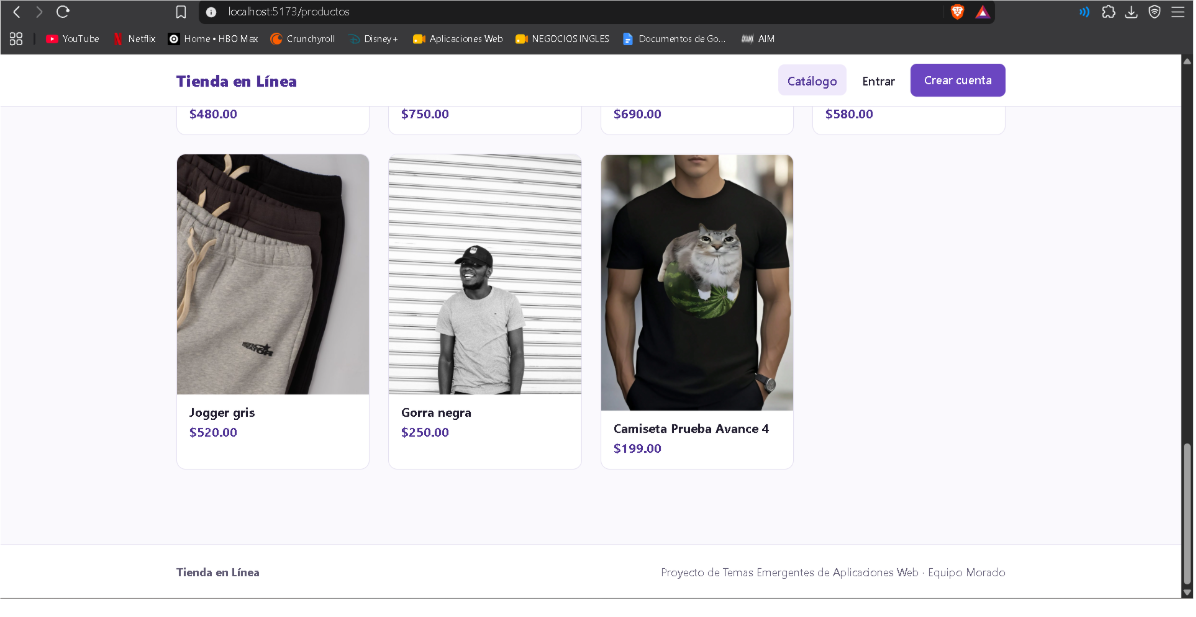 localhost:5173/productos
YouTube Netflix Home • HBO Max Crunchyroll Disney+ Aplicaciones Web NEGOCIOS INGLES Documentos de Go... AIM
Tienda en Línea Catálogo Entrar Crear cuenta
$480.00 $750.00 $690.00 $580.00
Jogger gris
$520.00
Gorra negra
$250.00
Camiseta Prueba Avance 4
$199.00
Tienda en Línea Proyecto de Temas Emergentes de Aplicaciones Web · Equipo Morado